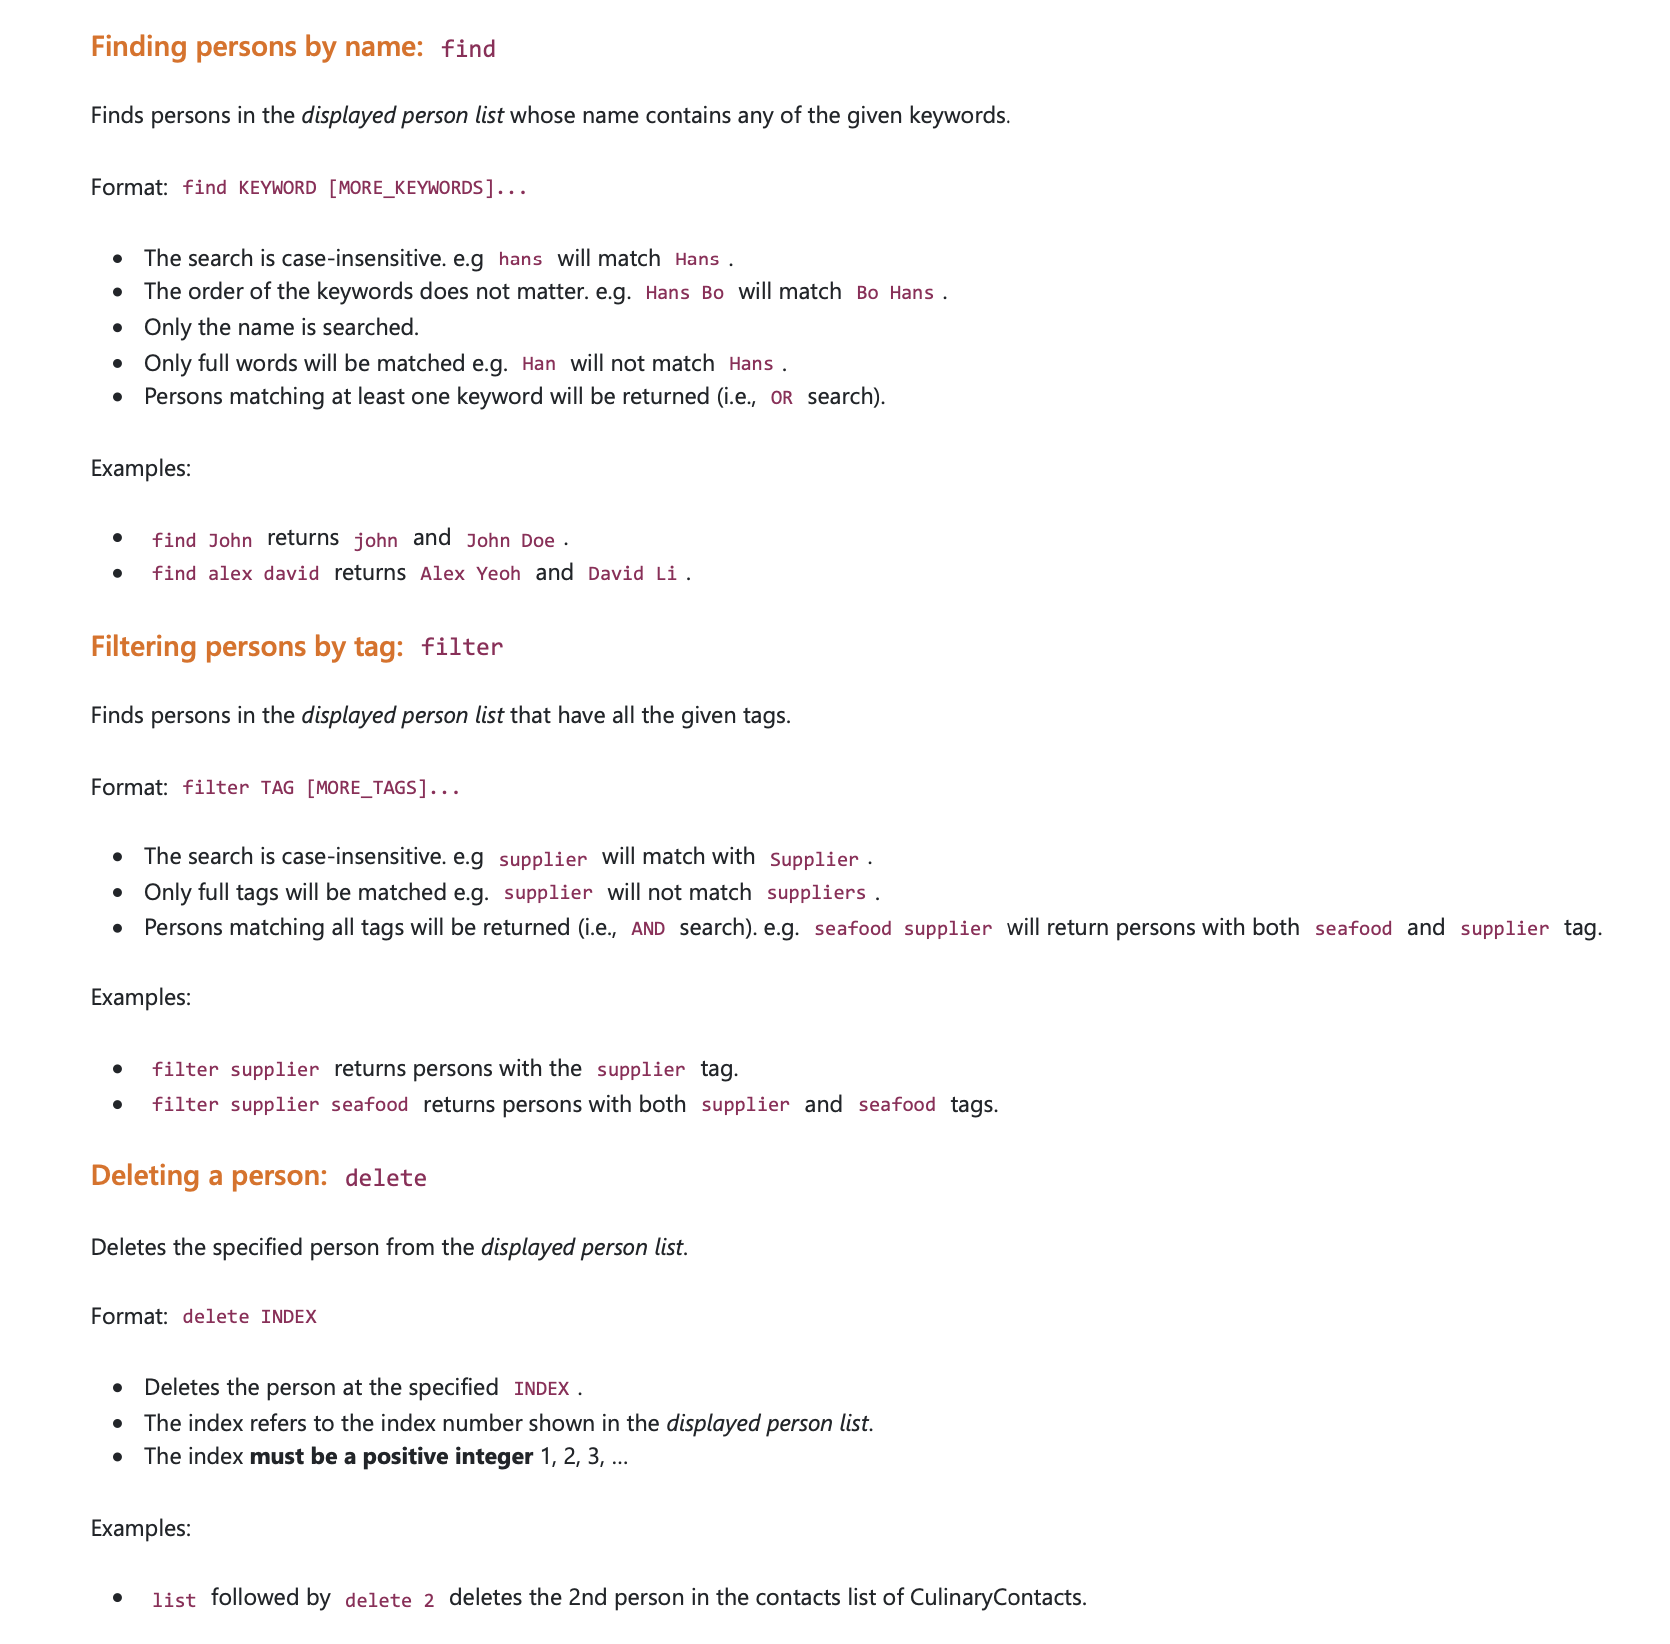 Finding persons by name: find
Finds persons in the displayed person list whose name contains any of the given keywords.
Format: find KEYWORD [MORE_KEYWORDS]...
• The search is case-insensitive. e.g hans will match Hans .
• The order of the keywords does not matter. e.g. Hans Bo will match Bo Hans .
• Only the name is searched.
• Only full words will be matched e.g. Han will not match Hans .
• Persons matching at least one keyword will be returned (i.e., OR search).
Examples:
• find John returns john and John Doe .
• find alex david returns Alex Yeoh and David Li .
Filtering persons by tag: filter
Finds persons in the displayed person list that have all the given tags.
Format: filter TAG [MORE_TAGS]...
• The search is case-insensitive. e.g supplier will match with Supplier .
• Only full tags will be matched e.g. supplier will not match suppliers .
• Persons matching all tags will be returned (i.e., AND search). e.g. seafood supplier will return persons with both seafood and supplier tag.
Examples:
• filter supplier returns persons with the supplier tag.
• filter supplier seafood returns persons with both supplier and seafood tags.
Deleting a person: delete
Deletes the specified person from the displayed person list.
Format: delete INDEX
• Deletes the person at the specified INDEX .
• The index refers to the index number shown in the displayed person list.
• The index must be a positive integer 1, 2, 3, …
Examples:
• list followed by delete 2 deletes the 2nd person in the contacts list of CulinaryContacts.